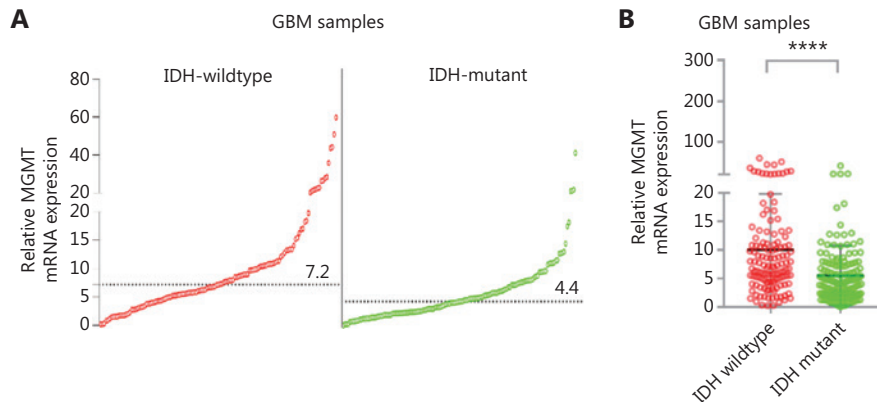 A
GBM samples
IDH-wildtype
IDH-mutant
Relative MGMT
mRNA expression
80
60
40
20
20
15
10
5
0
7.2
4.4
B
GBM samples
****
Relative MGMT
mRNA expression
300
200
100
20
15
10
5
0
IDH wildtype
IDH mutant